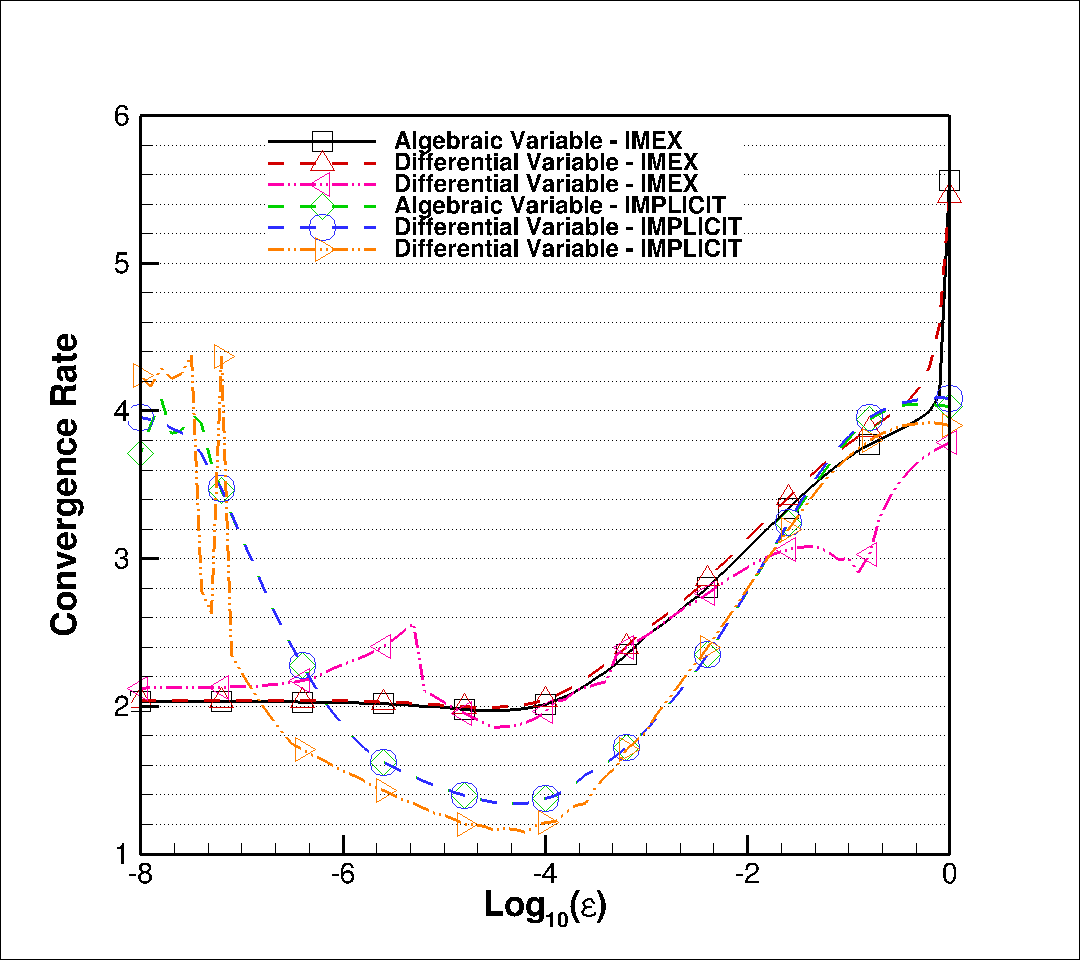 6
Algebraic Variable - IMEX
Differential Variable - IMEX
Differential Variable - IMEX
Algebraic Variable - IMPLICIT
Differential Variable - IMPLICIT
Differential Variable - IMPLICIT
5
4
3
2
1
Convergence Rate
-8 -6 -4 -2 0
Log10(ε)